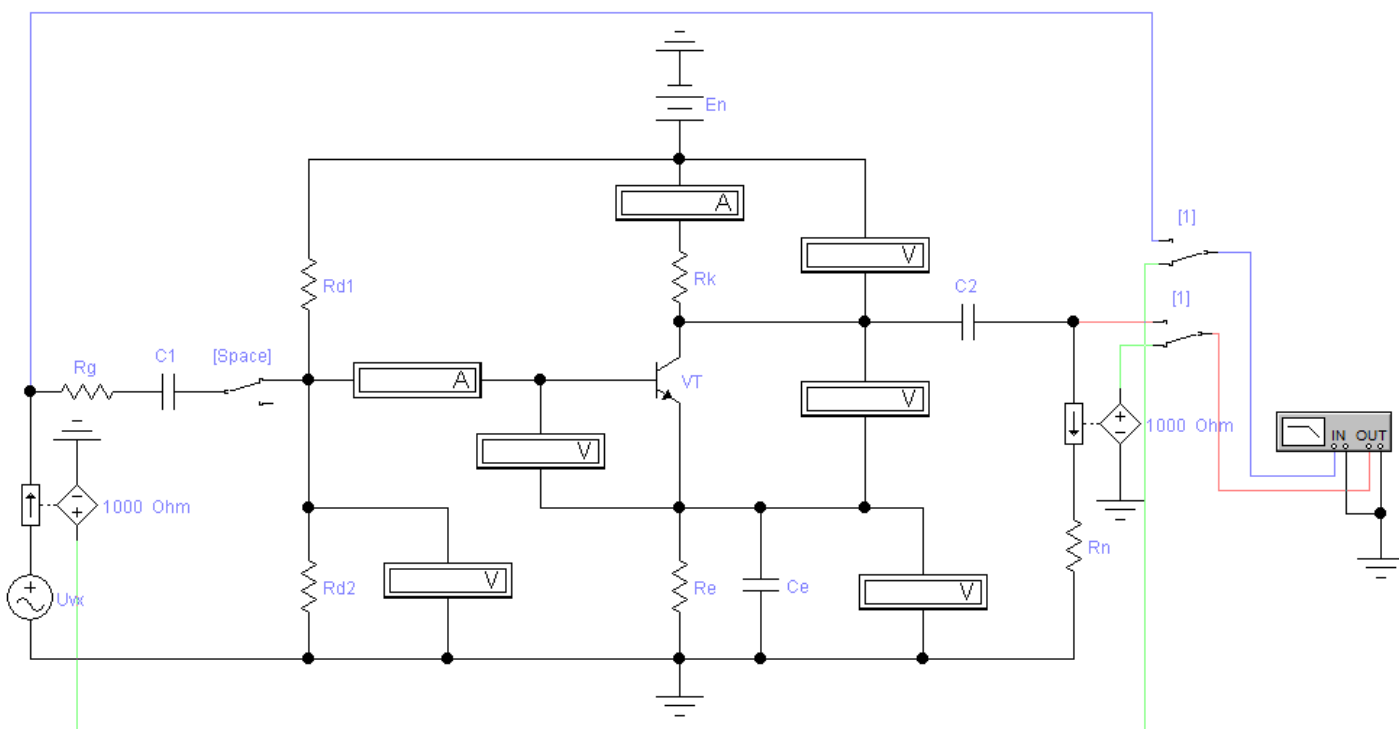 En
[1]
A
V
Rd1
Rk
C2
[1]
C1
[Space]
Rg
A
VT
V
1000 Ohm
IN OUT
V
1000 Ohm
Rn
Rd2
V
Re
Ce
V
Uvx